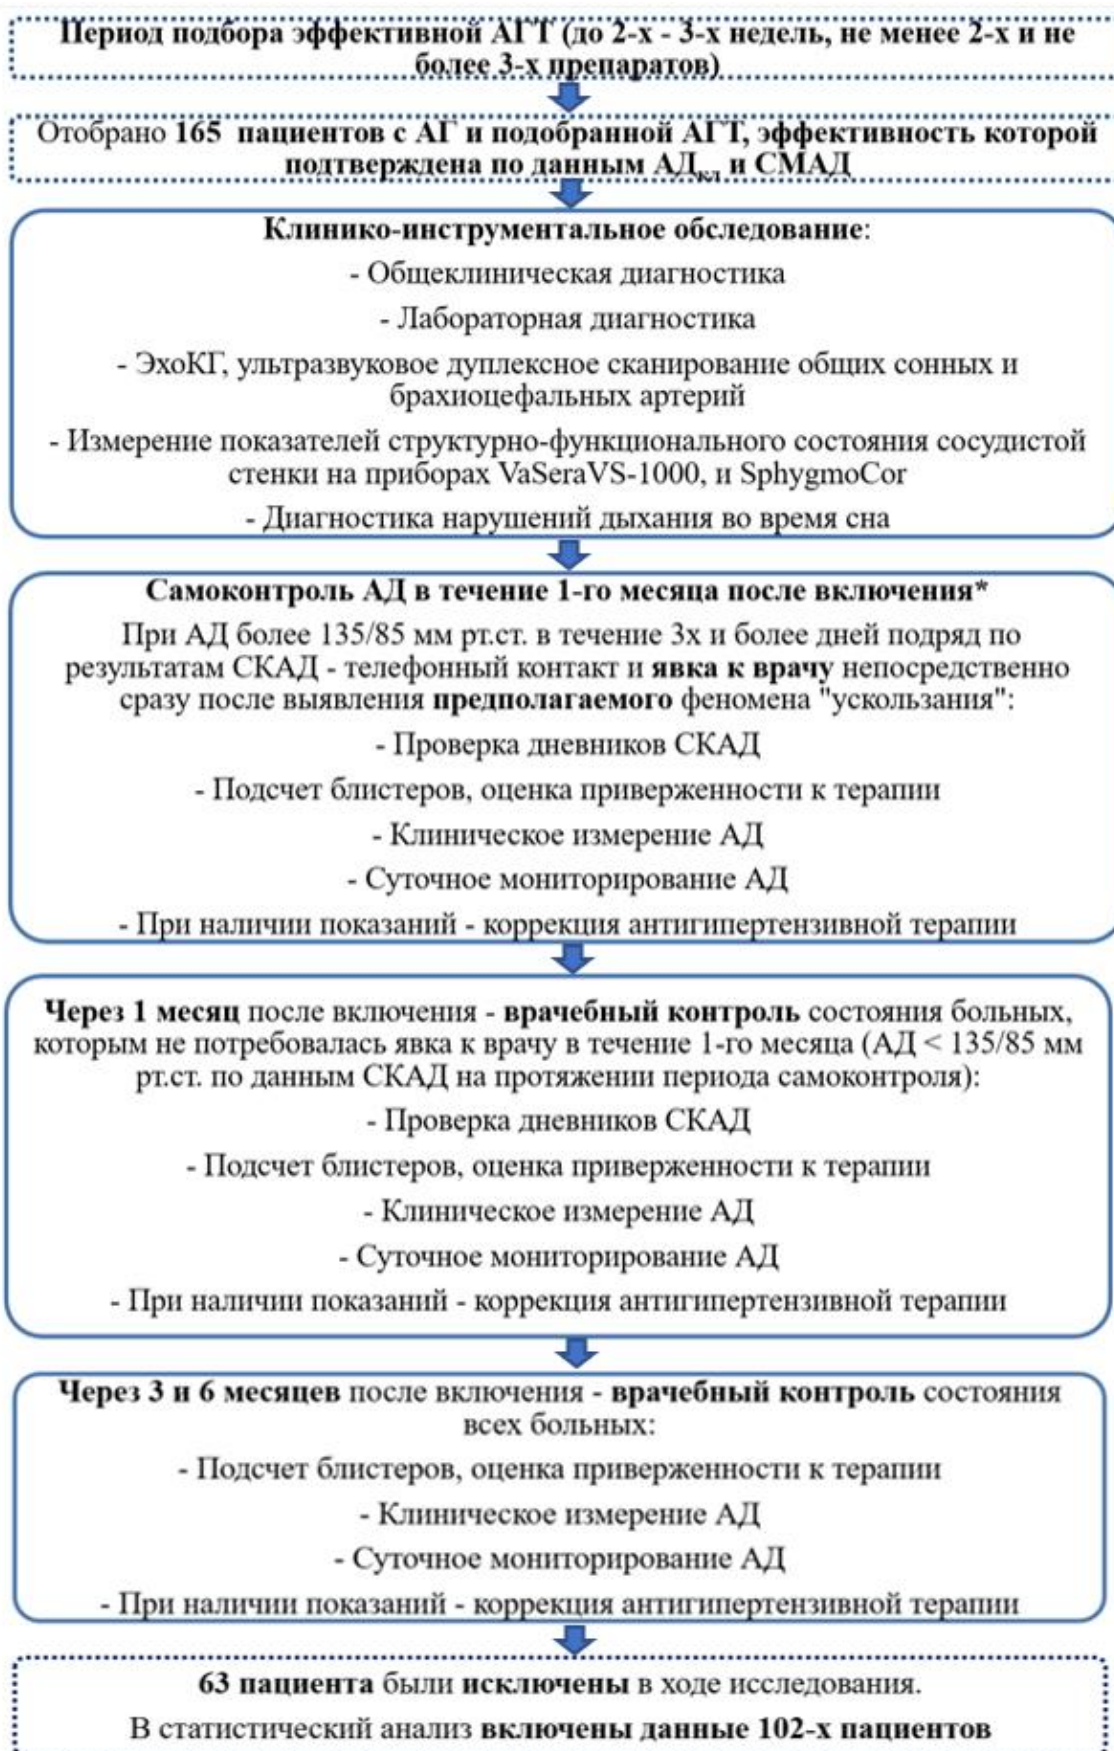 Период подбора эффективной АГТ (до 2-х - 3-х недель, не менее 2-х и не
более 3-х препаратов)
Отобрано 165 пациентов с АГ и подобранной АГТ, эффективность которой
подтверждена по данным АДкл и СМАД
Клинико-инструментальное обследование:
- Общеклиническая диагностика
- Лабораторная диагностика
- ЭхоКГ, ультразвуковое дуплексное сканирование общих сонных и
брахиоцефальных артерий
- Измерение показателей структурно-функционального состояния сосудистой
стенки на приборах VaSeraVS-1000, и SphygmoCor
- Диагностика нарушений дыхания во время сна
Самоконтроль АД в течение 1-го месяца после включения*
При АД более 135/85 мм рт.ст. в течение 3х и более дней подряд по
результатам СКАД - телефонный контакт и явка к врачу непосредственно
сразу после выявления предполагаемого феномена "ускользания":
- Проверка дневников СКАД
- Подсчет блистеров, оценка приверженности к терапии
- Клиническое измерение АД
- Суточное мониторирование АД
- При наличии показаний - коррекция антигипертензивной терапии
Через 1 месяц после включения - врачебный контроль состояния больных,
которым не потребовалась явка к врачу в течение 1-го месяца (АД < 135/85 мм
рт.ст. по данным СКАД на протяжении периода самоконтроля):
- Проверка дневников СКАД
- Подсчет блистеров, оценка приверженности к терапии
- Клиническое измерение АД
- Суточное мониторирование АД
- При наличии показаний - коррекция антигипертензивной терапии
Через 3 и 6 месяцев после включения - врачебный контроль состояния
всех больных:
- Подсчет блистеров, оценка приверженности к терапии
- Клиническое измерение АД
- Суточное мониторирование АД
- При наличии показаний - коррекция антигипертензивной терапии
63 пациента были исключены в ходе исследования.
В статистический анализ включены данные 102-х пациентов